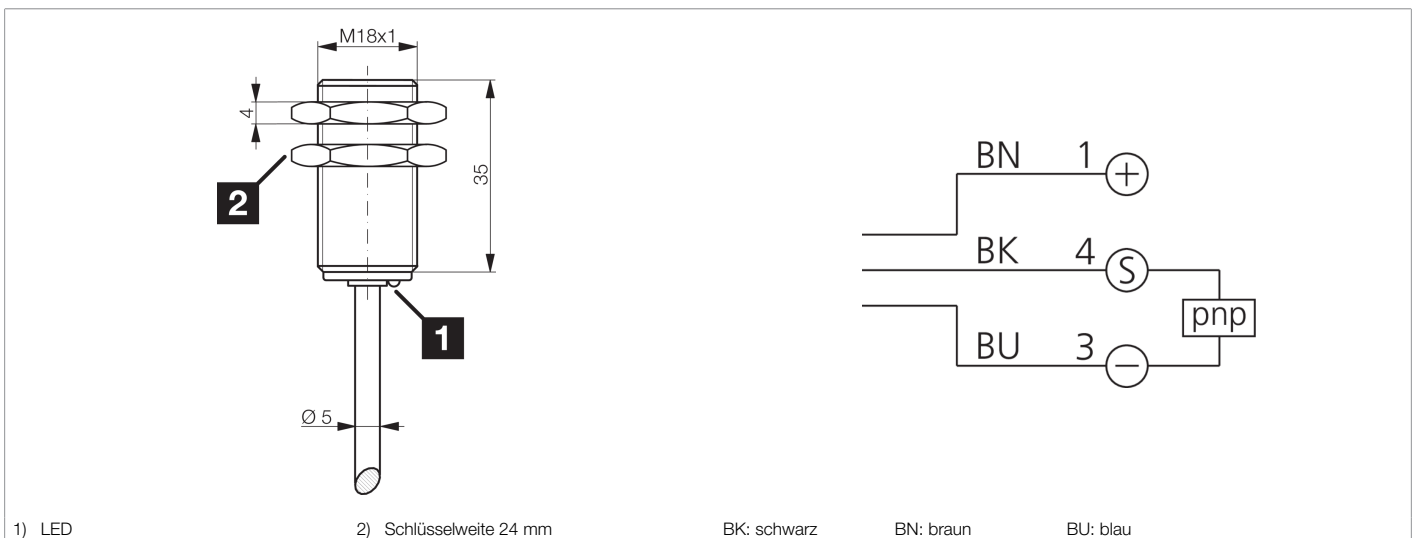 M18x1
4
35
2
1
Ø 5
BN 1 +
BK 4 S
pnp
BU 3 −
1) LED 2) Schlüsselweite 24 mm BK: schwarz BN: braun BU: blau